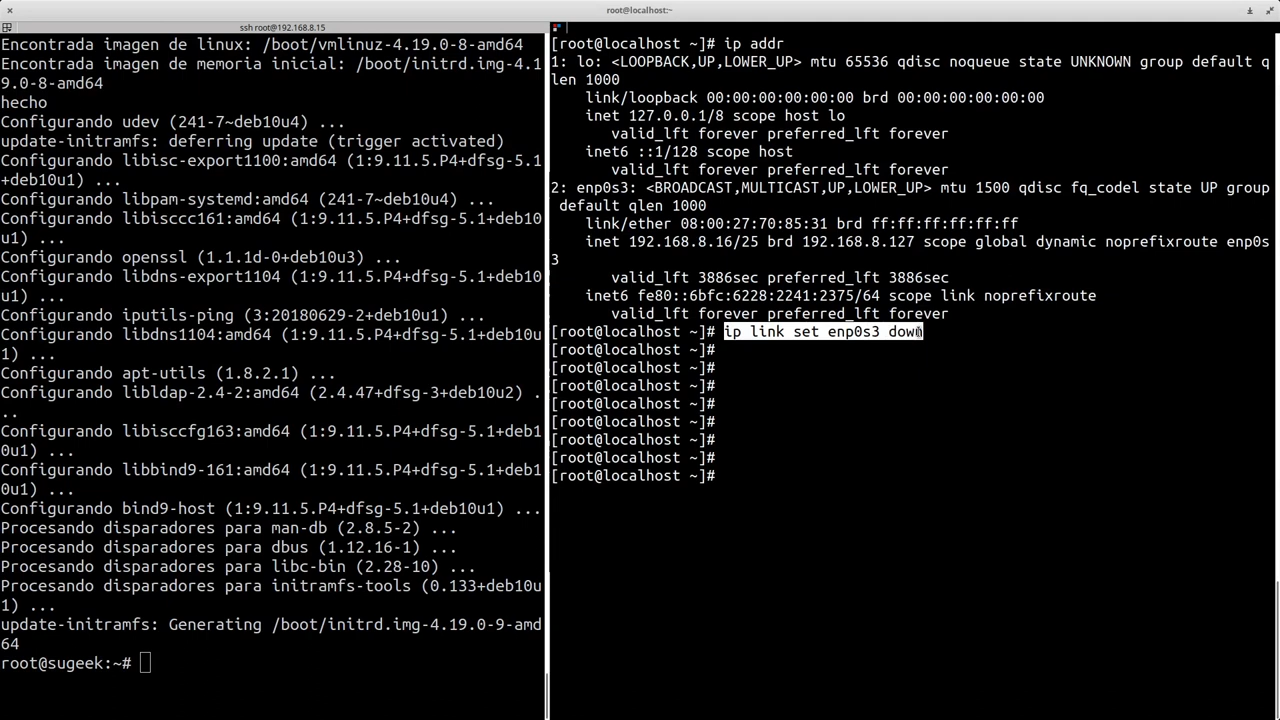 root@localhost:~
ssh root@192.168.8.15
Encontrada imagen de linux: /boot/vmlinuz-4.19.0-8-amd64
Encontrada imagen de memoria inicial: /boot/initrd.img-4.1
9.0-8-amd64
hecho
Configurando udev (241-7~deb10u4) ...
update-initramfs: deferring update (trigger activated)
Configurando libisc-export1100:amd64 (1:9.11.5.P4+dfsg-5.1
+deb10u1) ...
Configurando libpam-systemd:amd64 (241-7~deb10u4) ...
Configurando libisccc161:amd64 (1:9.11.5.P4+dfsg-5.1+deb10
u1) ...
Configurando openssl (1.1.1d-0+deb10u3) ...
Configurando libdns-export1104 (1:9.11.5.P4+dfsg-5.1+deb10
u1) ...
Configurando iputils-ping (3:20180629-2+deb10u1) ...
Configurando libdns1104:amd64 (1:9.11.5.P4+dfsg-5.1+deb10u
1) ...
Configurando apt-utils (1.8.2.1) ...
Configurando libldap-2.4-2:amd64 (2.4.47+dfsg-3+deb10u2) .
..
Configurando libisccfg163:amd64 (1:9.11.5.P4+dfsg-5.1+deb1
0u1) ...
Configurando libbind9-161:amd64 (1:9.11.5.P4+dfsg-5.1+deb1
0u1) ...
Configurando bind9-host (1:9.11.5.P4+dfsg-5.1+deb10u1) ...
Procesando disparadores para man-db (2.8.5-2) ...
Procesando disparadores para dbus (1.12.16-1) ...
Procesando disparadores para libc-bin (2.28-10) ...
Procesando disparadores para initramfs-tools (0.133+deb10u
1) ...
update-initramfs: Generating /boot/initrd.img-4.19.0-9-amd
64
root@sugeek:~#
[root@localhost ~]# ip addr
1: lo: <LOOPBACK,UP,LOWER_UP> mtu 65536 qdisc noqueue state UNKNOWN group default q
len 1000
link/loopback 00:00:00:00:00:00 brd 00:00:00:00:00:00
inet 127.0.0.1/8 scope host lo
valid_lft forever preferred_lft forever
inet6 ::1/128 scope host
valid_lft forever preferred_lft forever
2: enp0s3: <BROADCAST,MULTICAST,UP,LOWER_UP> mtu 1500 qdisc fq_codel state UP group
default qlen 1000
link/ether 08:00:27:70:85:31 brd ff:ff:ff:ff:ff:ff
inet 192.168.8.16/25 brd 192.168.8.127 scope global dynamic noprefixroute enp0s
3
valid_lft 3886sec preferred_lft 3886sec
inet6 fe80::6bfc:6228:2241:2375/64 scope link noprefixroute
valid_lft forever preferred_lft forever
[root@localhost ~]# ip link set enp0s3 down
[root@localhost ~]#
[root@localhost ~]#
[root@localhost ~]#
[root@localhost ~]#
[root@localhost ~]#
[root@localhost ~]#
[root@localhost ~]#
[root@localhost ~]#